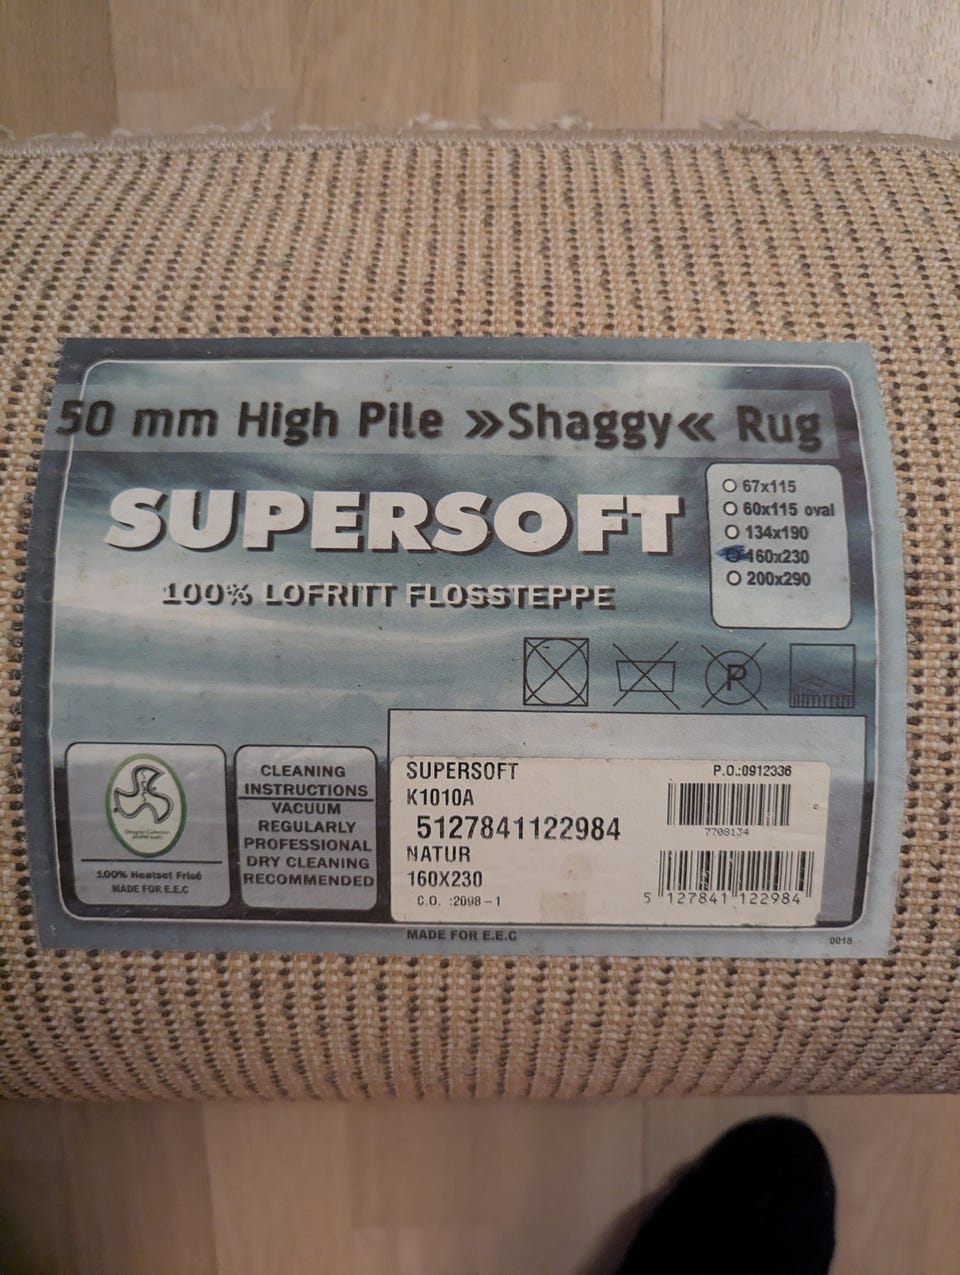 50 mm High Pile »Shaggy« Rug
SUPERSOFT
100% LOFRITT FLOSSTEPPE
67x115
60x115 oval
134x190
160x230
200x290
P
100% Heatset Frisé
MADE FOR E.E.C
CLEANING
INSTRUCTIONS
VACUUM
REGULARLY
PROFESSIONAL
DRY CLEANING
RECOMMENDED
SUPERSOFT
K1010A
5127841122984
NATUR
160X230
C.O. :2098-1
P.O.:0912336
7708134
5 127841 122984
MADE FOR E.E.C
0018